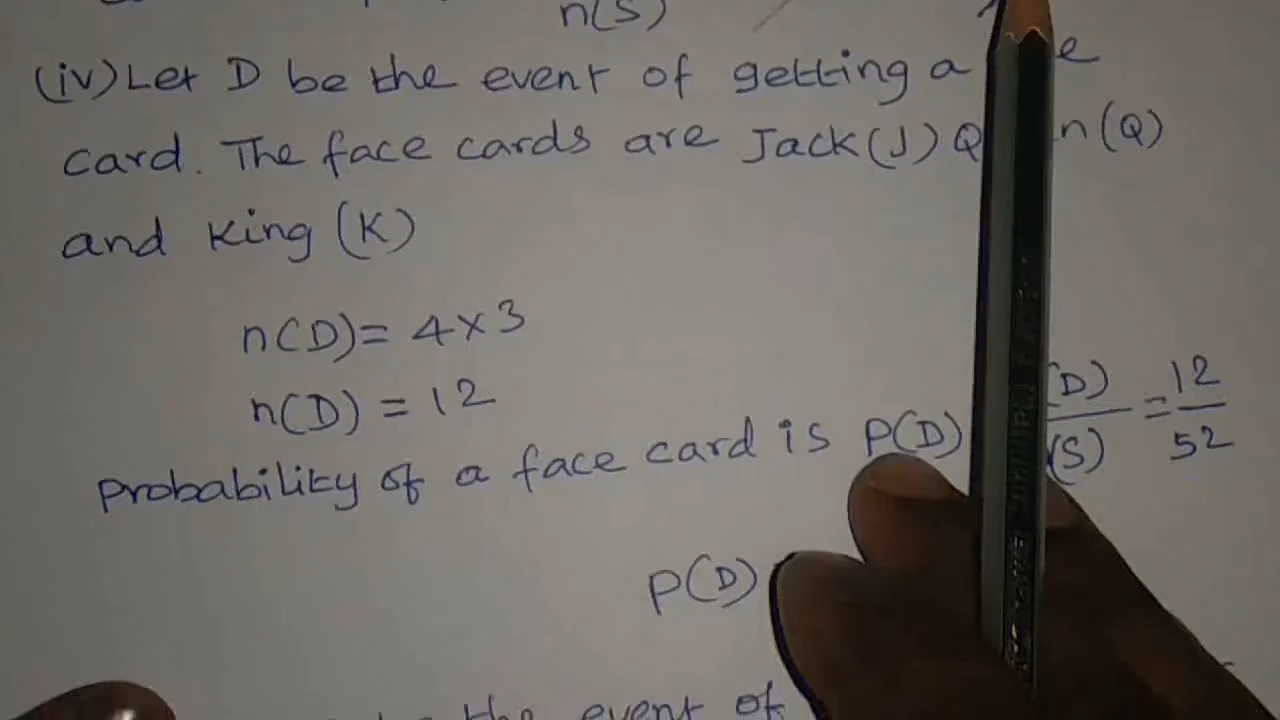 n(S)
(iv) Let D be the event of getting a
card. The face cards are Jack(J) Q n(Q)
and King (K)
n(D)= 4×3
n(D) = 12
Probability of a face card is P(D) (D)/(S) = 12/52
P(D)
the event of